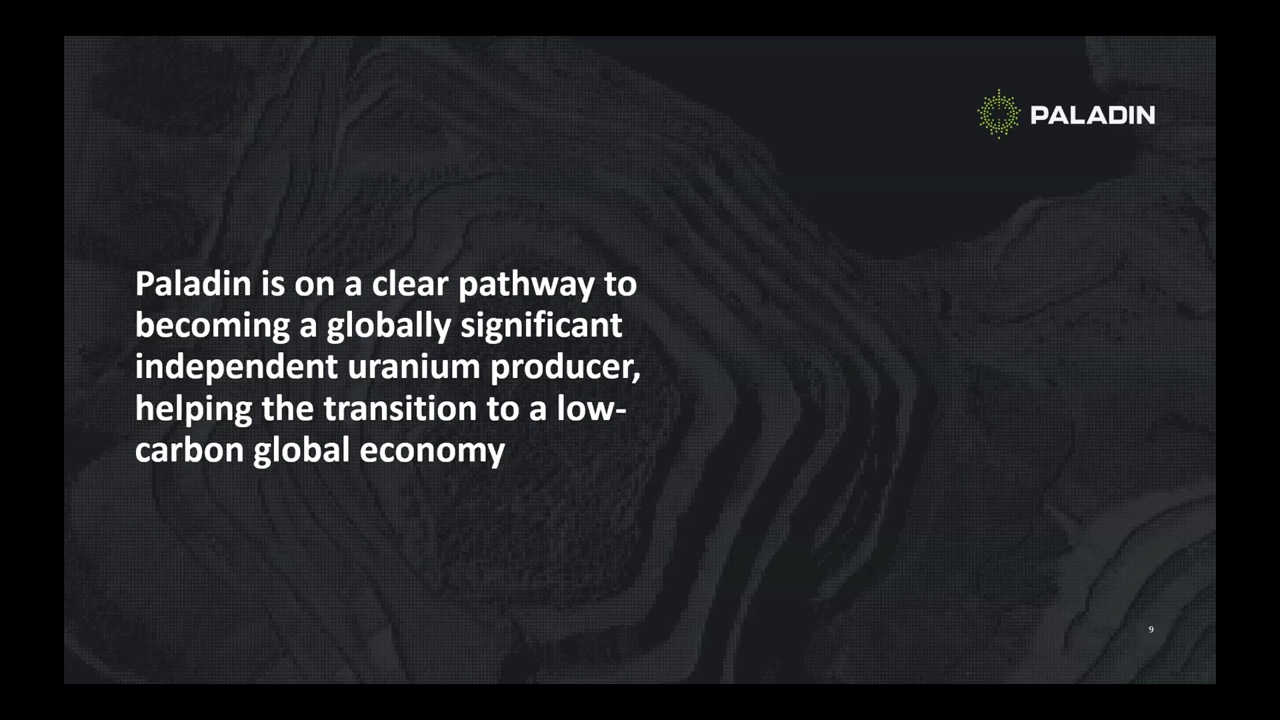 PALADIN
Paladin is on a clear pathway to
becoming a globally significant
independent uranium producer,
helping the transition to a low-
carbon global economy
9